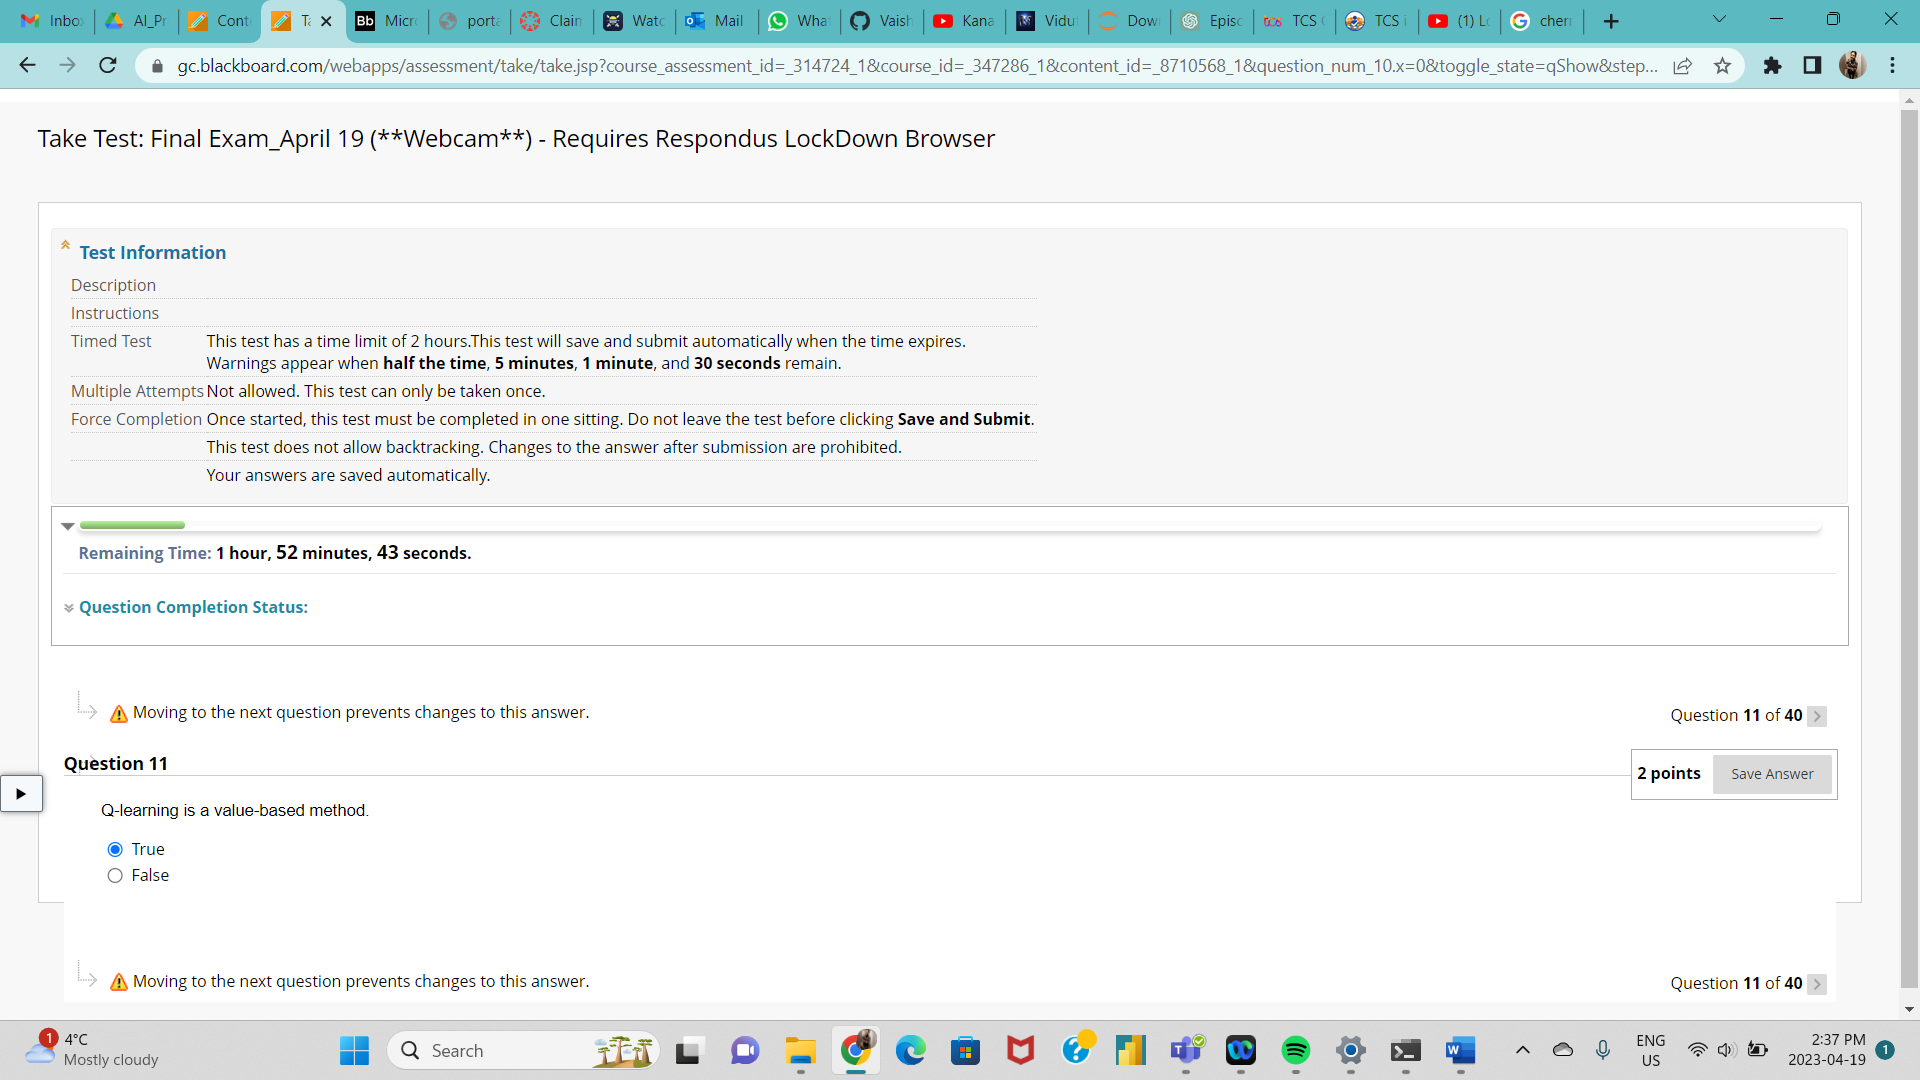 Inbo
AI_Pr
Cont
Ta
Bb Micr
porta
Clain
Watc
Mail
What
Vaish
Kana
Vidu
Dow
Episo
tcs TCS
TCS i
(1) Lo
cherr
gc.blackboard.com/webapps/assessment/take/take.jsp?course_assessment_id=_314724_1&course_id=_347286_1&content_id=_8710568_1&question_num_10.x=0&toggle_state=qShow&step...
Take Test: Final Exam_April 19 (**Webcam**) - Requires Respondus LockDown Browser
Test Information
Description
Instructions
Timed Test This test has a time limit of 2 hours.This test will save and submit automatically when the time expires.
Warnings appear when half the time, 5 minutes, 1 minute, and 30 seconds remain.
Multiple Attempts Not allowed. This test can only be taken once.
Force Completion Once started, this test must be completed in one sitting. Do not leave the test before clicking Save and Submit.
This test does not allow backtracking. Changes to the answer after submission are prohibited.
Your answers are saved automatically.
Remaining Time: 1 hour, 52 minutes, 43 seconds.
Question Completion Status:
Moving to the next question prevents changes to this answer.
Question 11 of 40
Question 11
2 points Save Answer
Q-learning is a value-based method.
True
False
Moving to the next question prevents changes to this answer.
Question 11 of 40
1
4°C
Mostly cloudy
Search
ENG
US
2:37 PM
2023-04-19
1